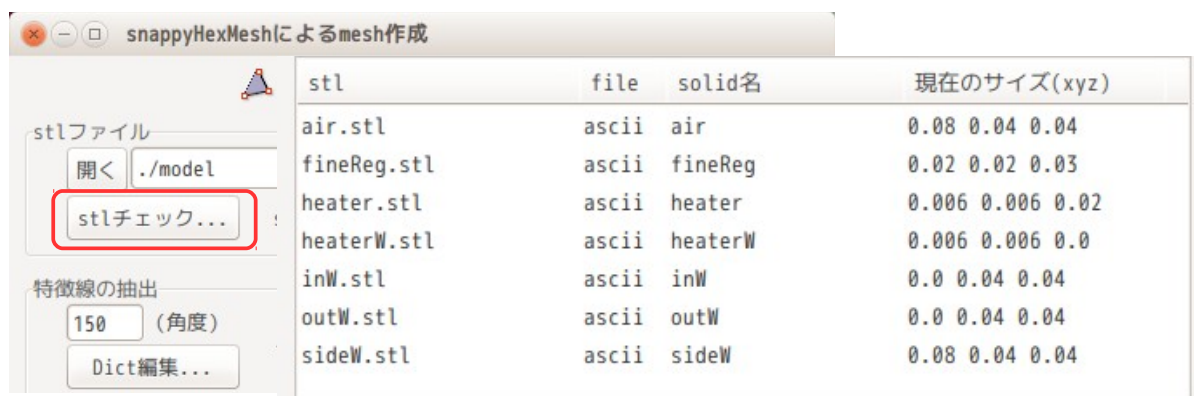 snappyHexMeshによるmesh作成
stlファイル
開く ./model
stlチェック...
特徴線の抽出
150 (角度)
Dict編集...
stl file solid名 現在のサイズ(xyz)
air.stl ascii air 0.08 0.04 0.04
fineReg.stl ascii fineReg 0.02 0.02 0.03
heater.stl ascii heater 0.006 0.006 0.02
heaterW.stl ascii heaterW 0.006 0.006 0.0
inW.stl ascii inW 0.0 0.04 0.04
outW.stl ascii outW 0.0 0.04 0.04
sideW.stl ascii sideW 0.08 0.04 0.04